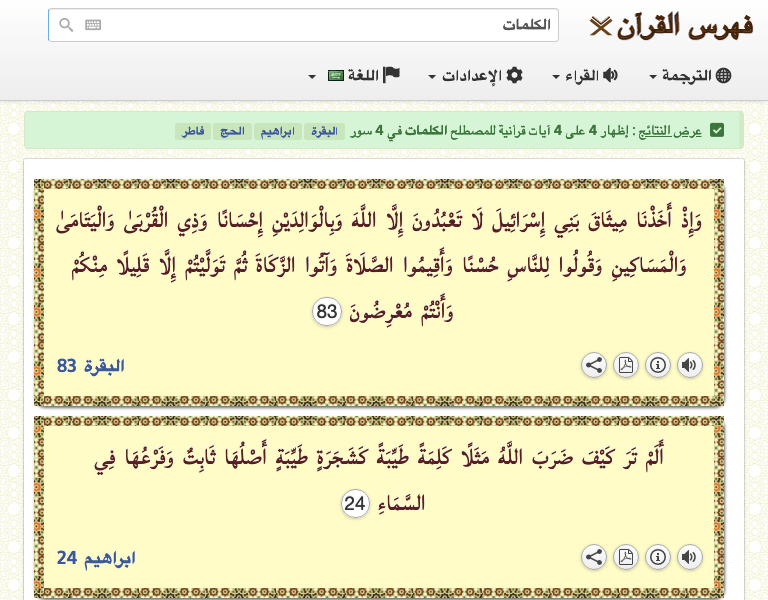 فهرس القرآن
الكلمات
الترجمة القراء الإعدادات اللغة
عرض النتائج : إظهار 4 على 4 آيات قرآنية للمصطلح الكلمات في 4 سور البقرة ابراهيم الحج فاطر
وَإِذْ أَخَذْنَا مِيثَاقَ بَنِي إِسْرَائِيلَ لَا تَعْبُدُونَ إِلَّا اللَّهَ وَبِالْوَالِدَيْنِ إِحْسَانًا وَذِي الْقُرْبَىٰ وَالْيَتَامَىٰ
وَالْمَسَاكِينِ وَقُولُوا لِلنَّاسِ حُسْنًا وَأَقِيمُوا الصَّلَاةَ وَآتُوا الزَّكَاةَ ثُمَّ تَوَلَّيْتُمْ إِلَّا قَلِيلًا مِنْكُمْ
وَأَنْتُمْ مُعْرِضُونَ 83
البقرة 83
أَلَمْ تَرَ كَيْفَ ضَرَبَ اللَّهُ مَثَلًا كَلِمَةً طَيِّبَةً كَشَجَرَةٍ طَيِّبَةٍ أَصْلُهَا ثَابِتٌ وَفَرْعُهَا فِي
السَّمَاءِ 24
ابراهيم 24